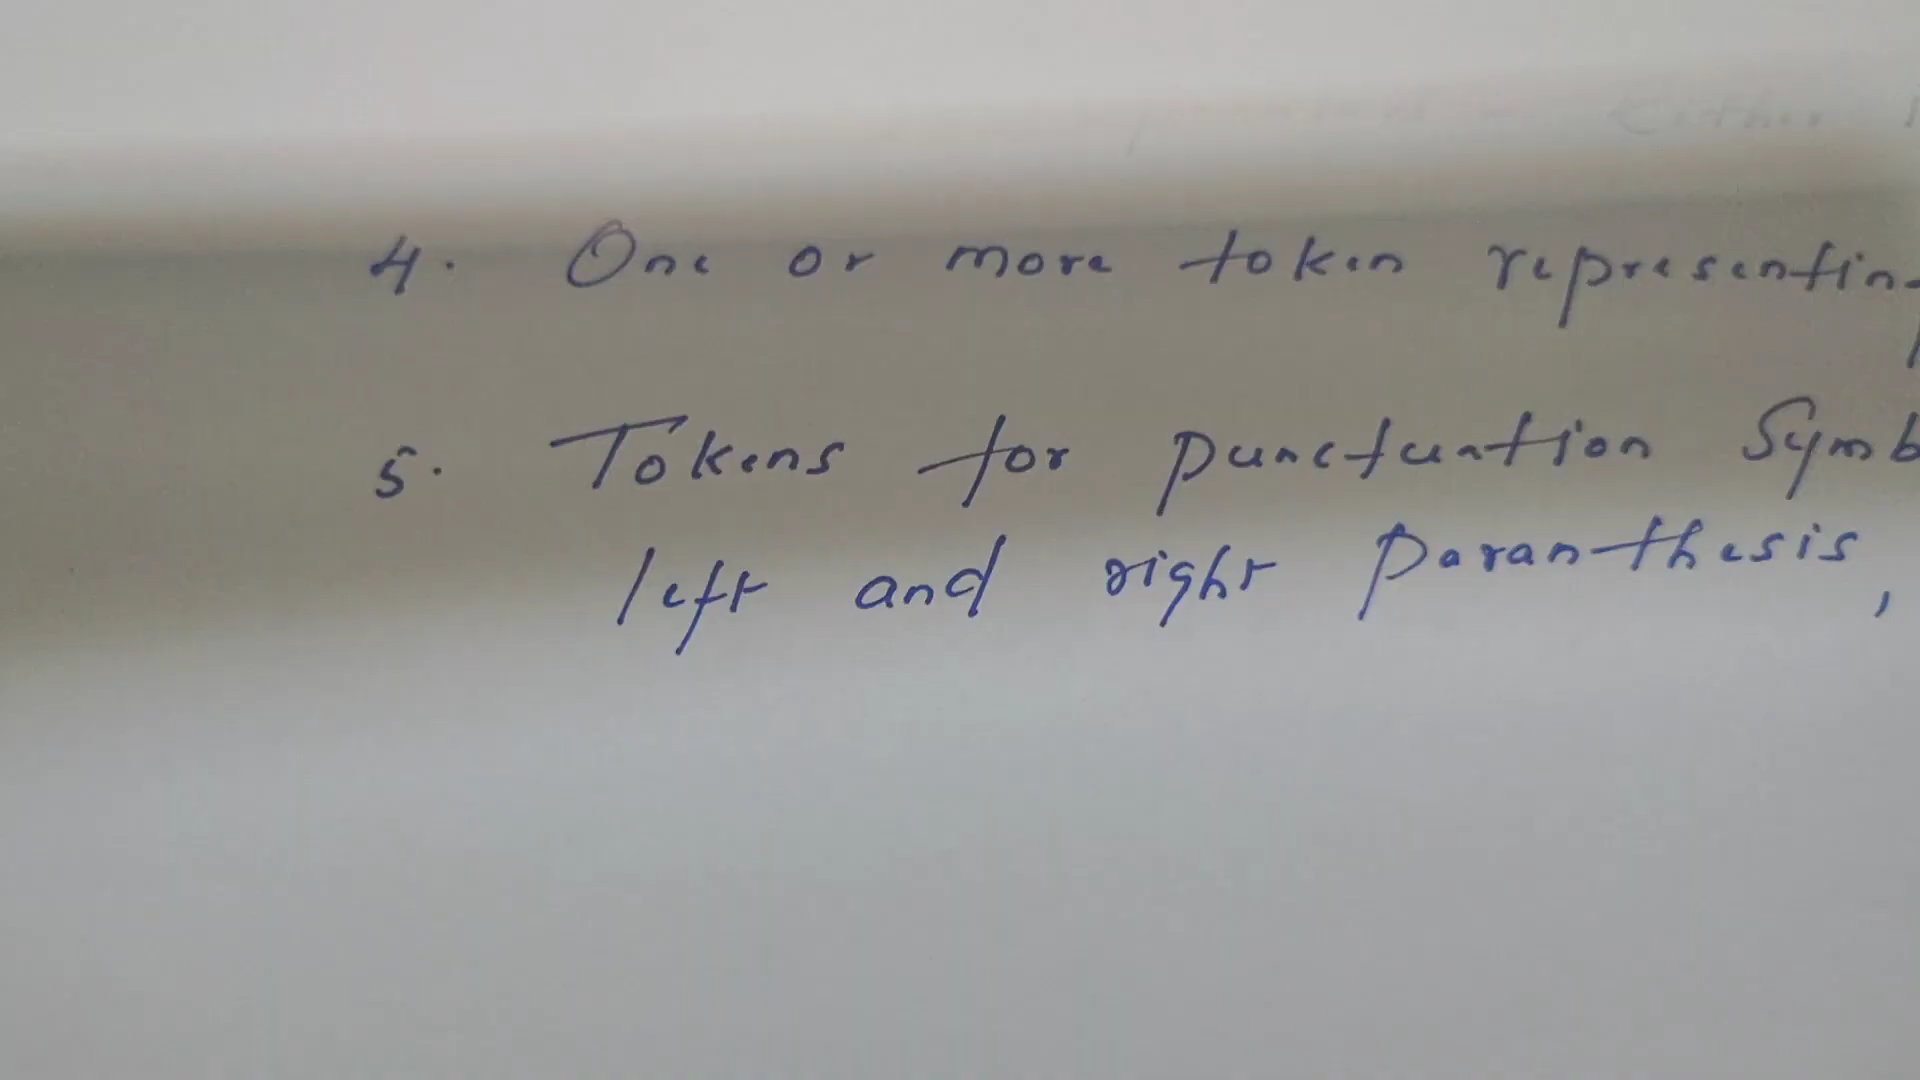 4. One or more token representin
5. Tokens for punctuation Symb
left and right Paranthesis,